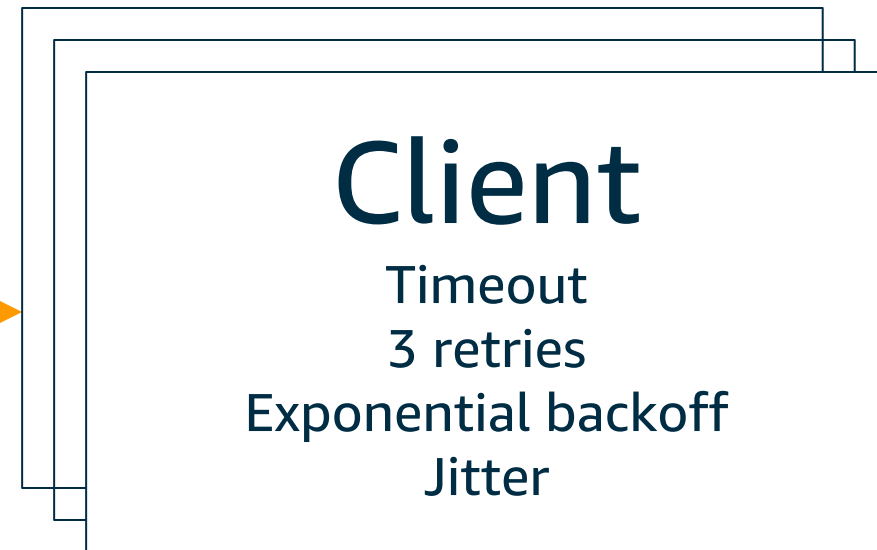 Client
Timeout
3 retries
Exponential backoff
Jitter